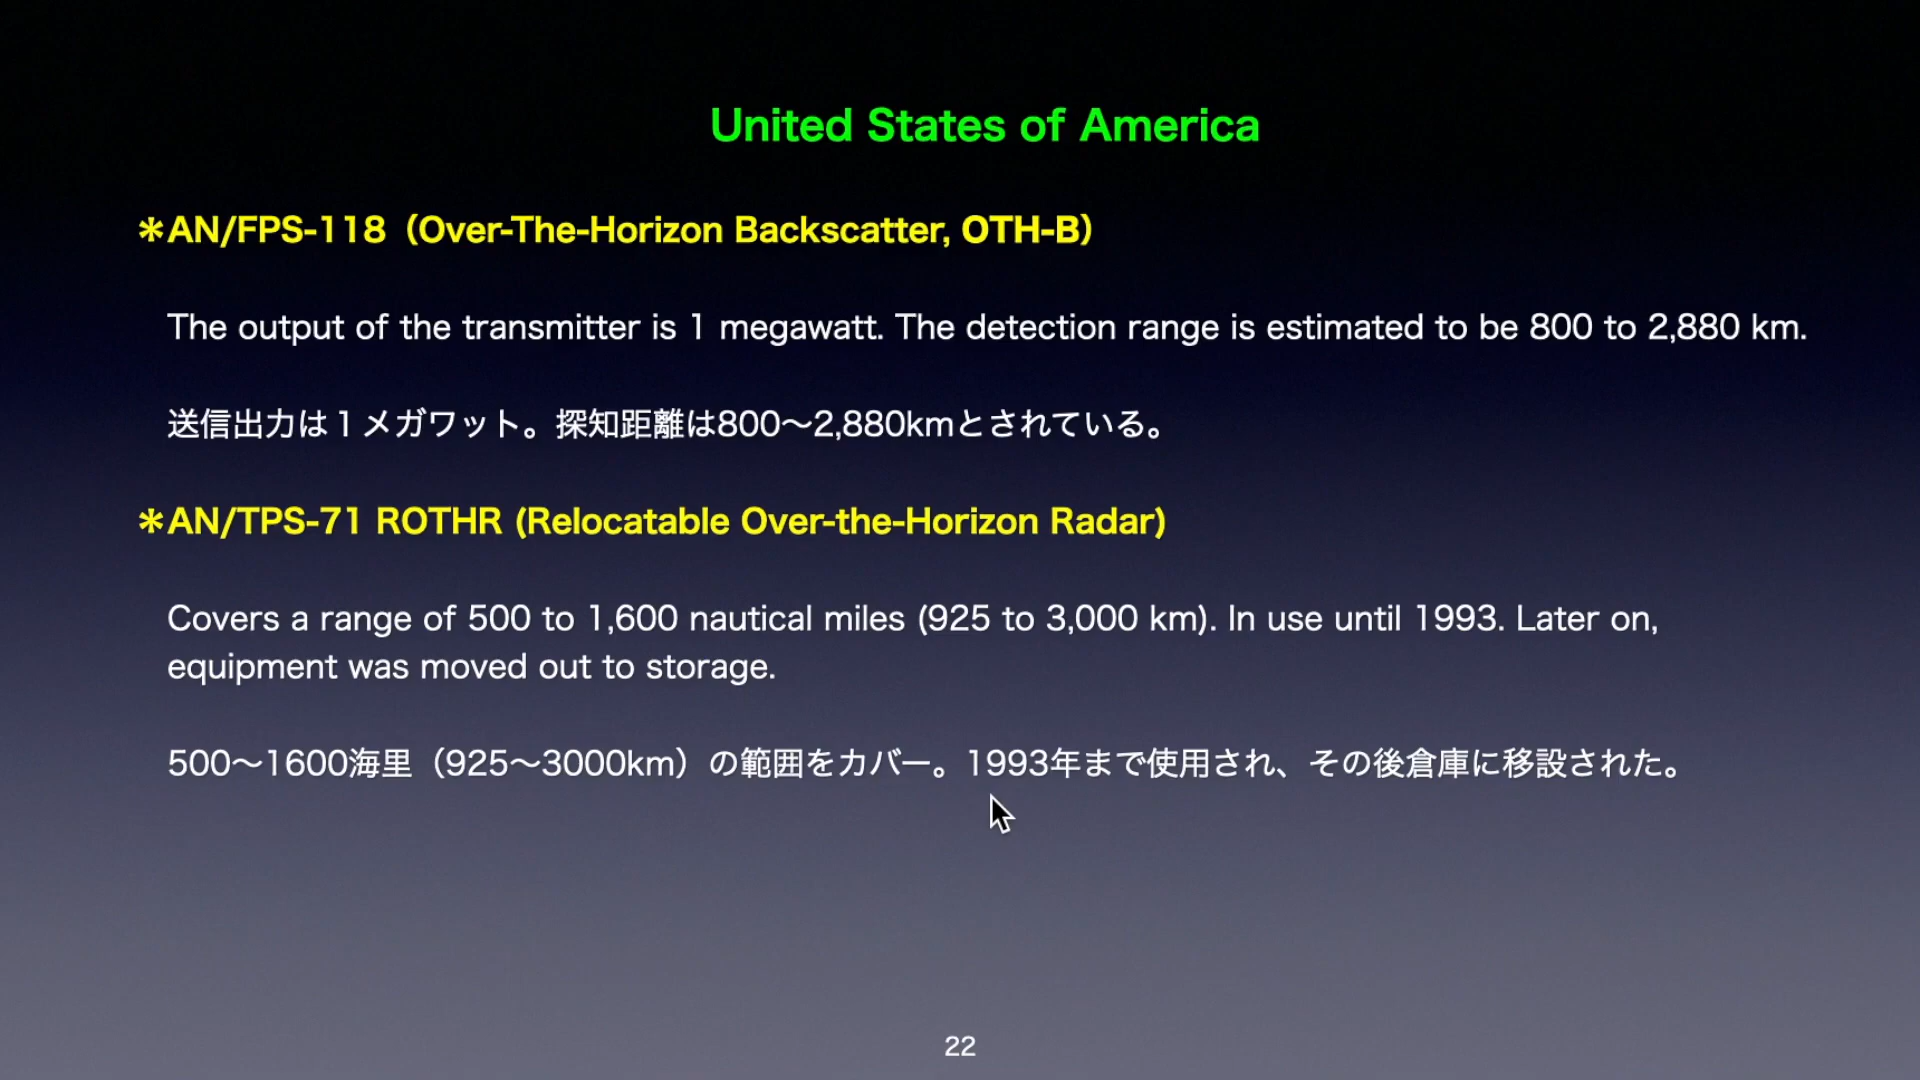 United States of America
＊AN/FPS-118（Over-The-Horizon Backscatter, OTH-B）
The output of the transmitter is 1 megawatt. The detection range is estimated to be 800 to 2,880 km.
送信出力は１メガワット。探知距離は800〜2,880kmとされている。
＊AN/TPS-71 ROTHR (Relocatable Over-the-Horizon Radar)
Covers a range of 500 to 1,600 nautical miles (925 to 3,000 km). In use until 1993. Later on,
equipment was moved out to storage.
500〜1600海里（925〜3000km）の範囲をカバー。1993年まで使用され、その後倉庫に移設された。
22